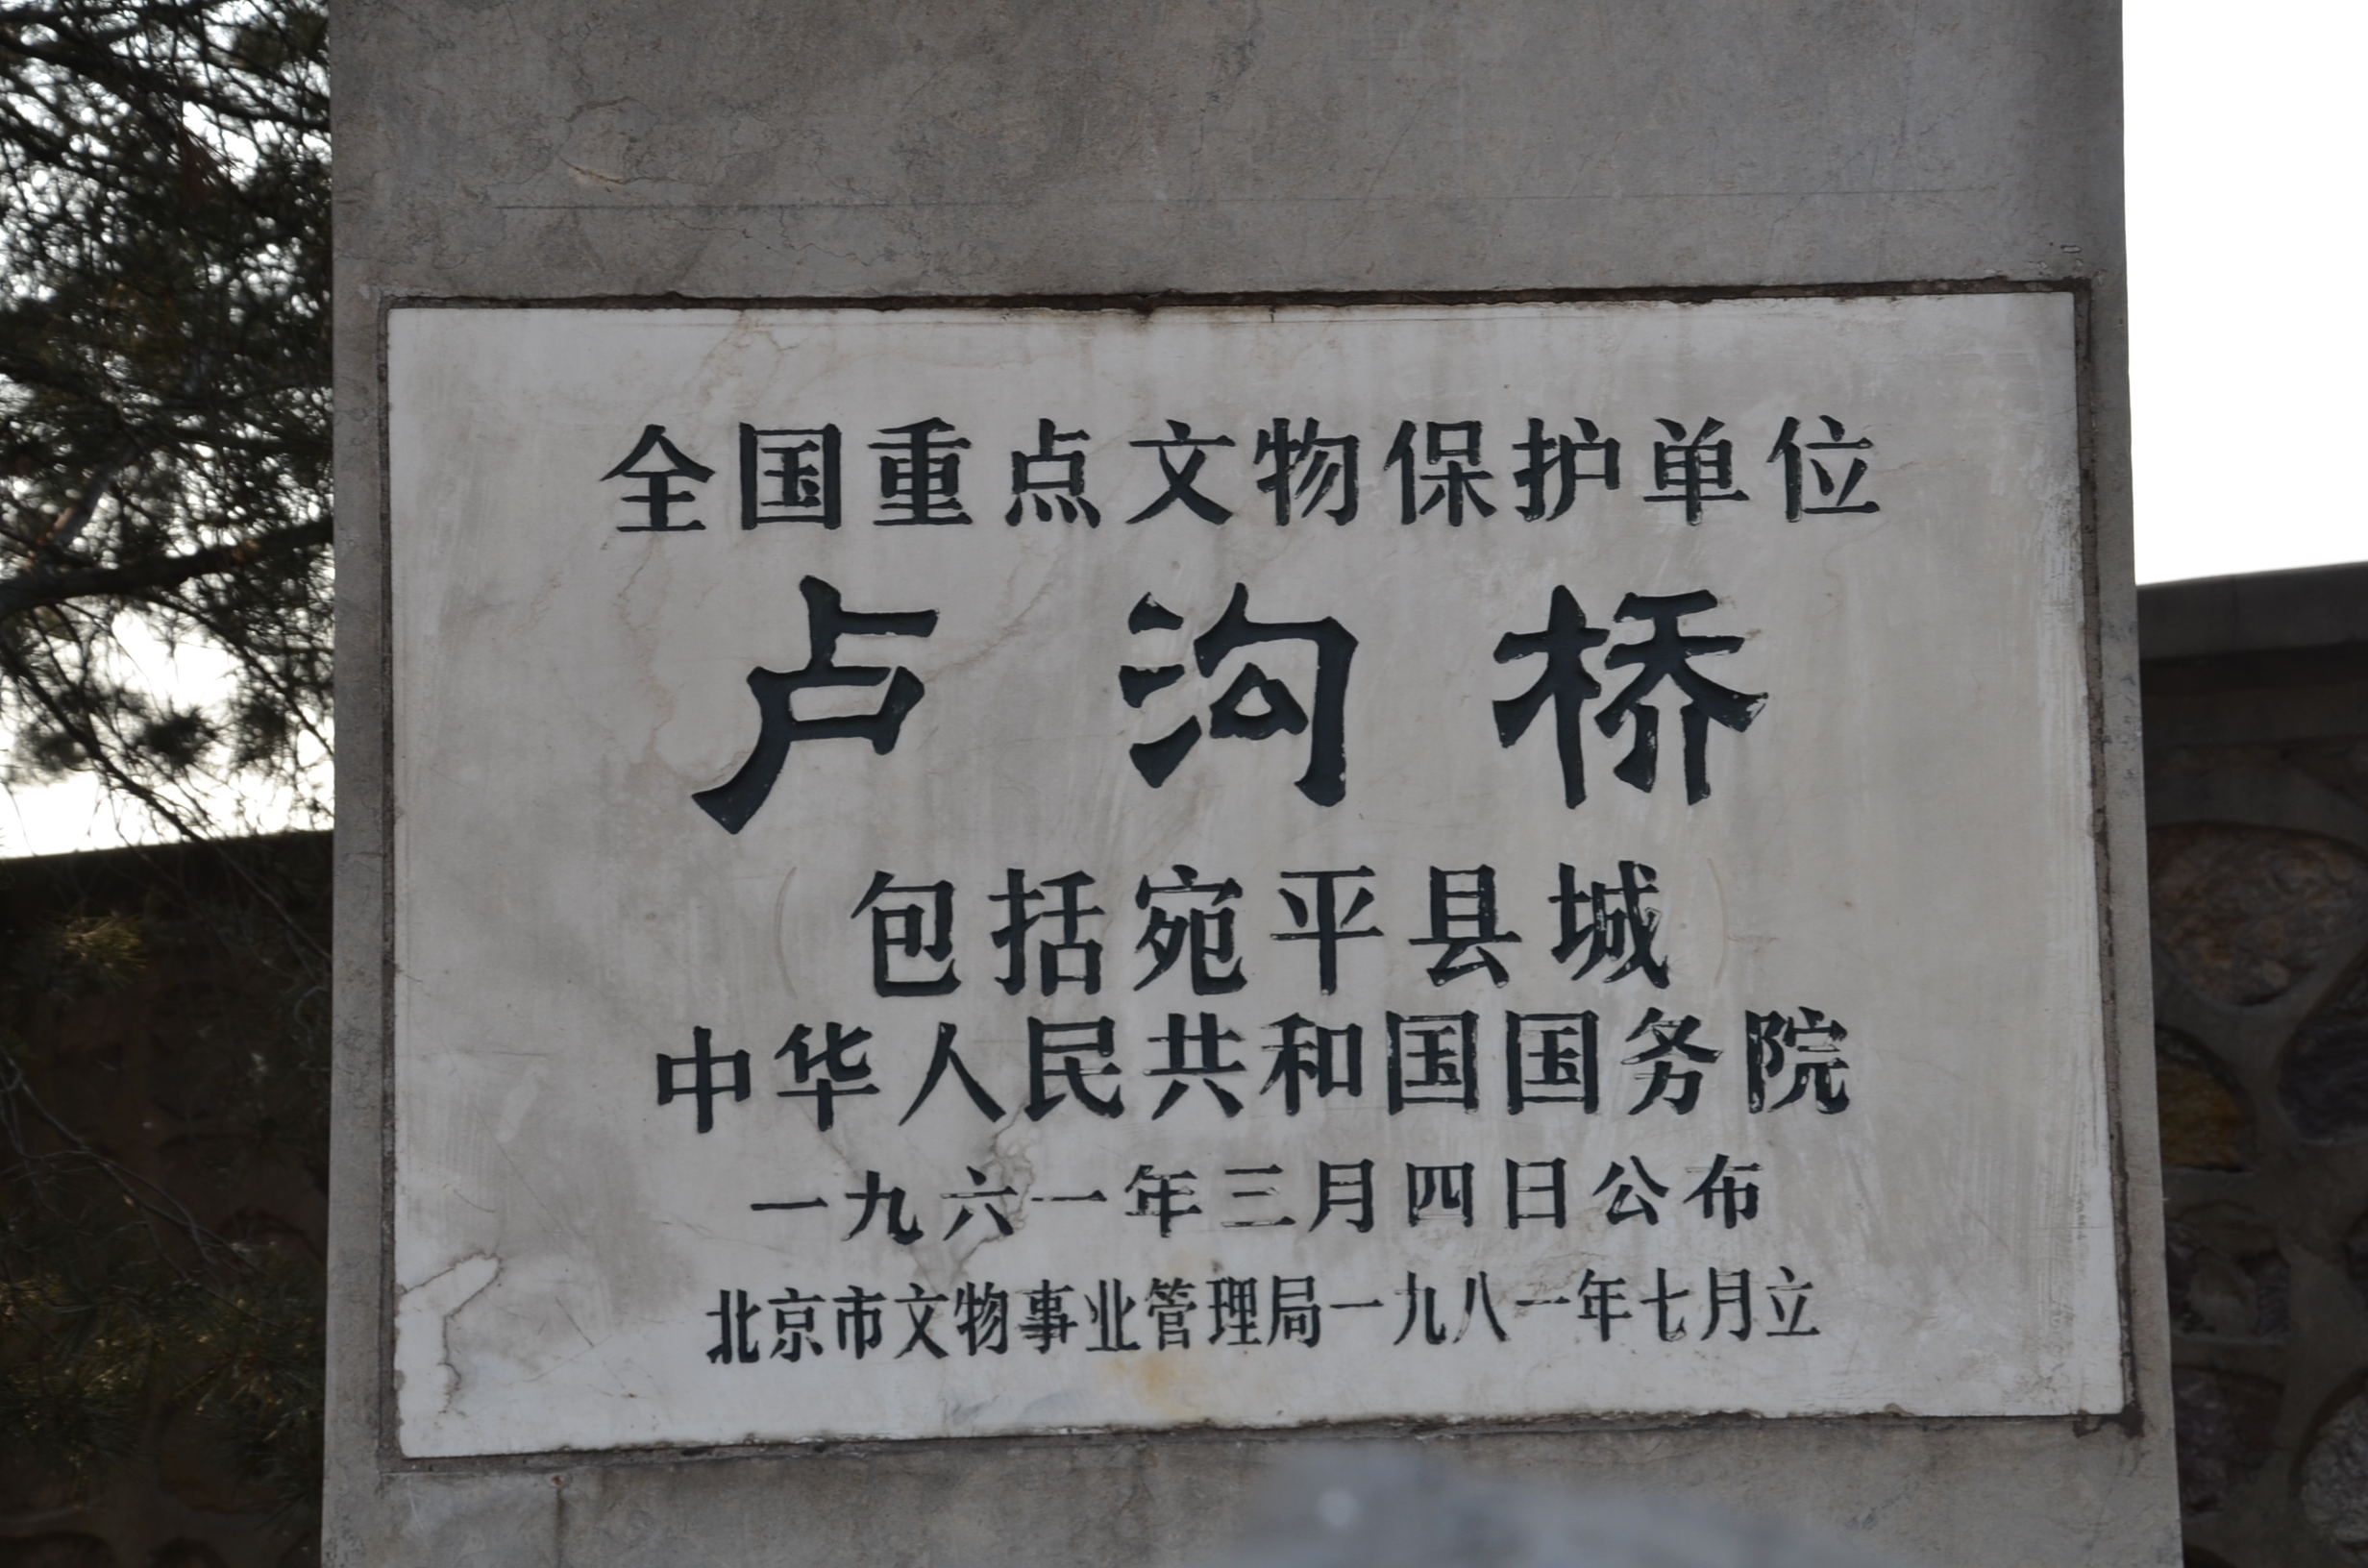 全国重点文物保护单位
卢沟桥
(包括宛平县城)
中华人民共和国国务院
一九六一年三月四日公布
北京市文物事业管理局一九八一年七月立